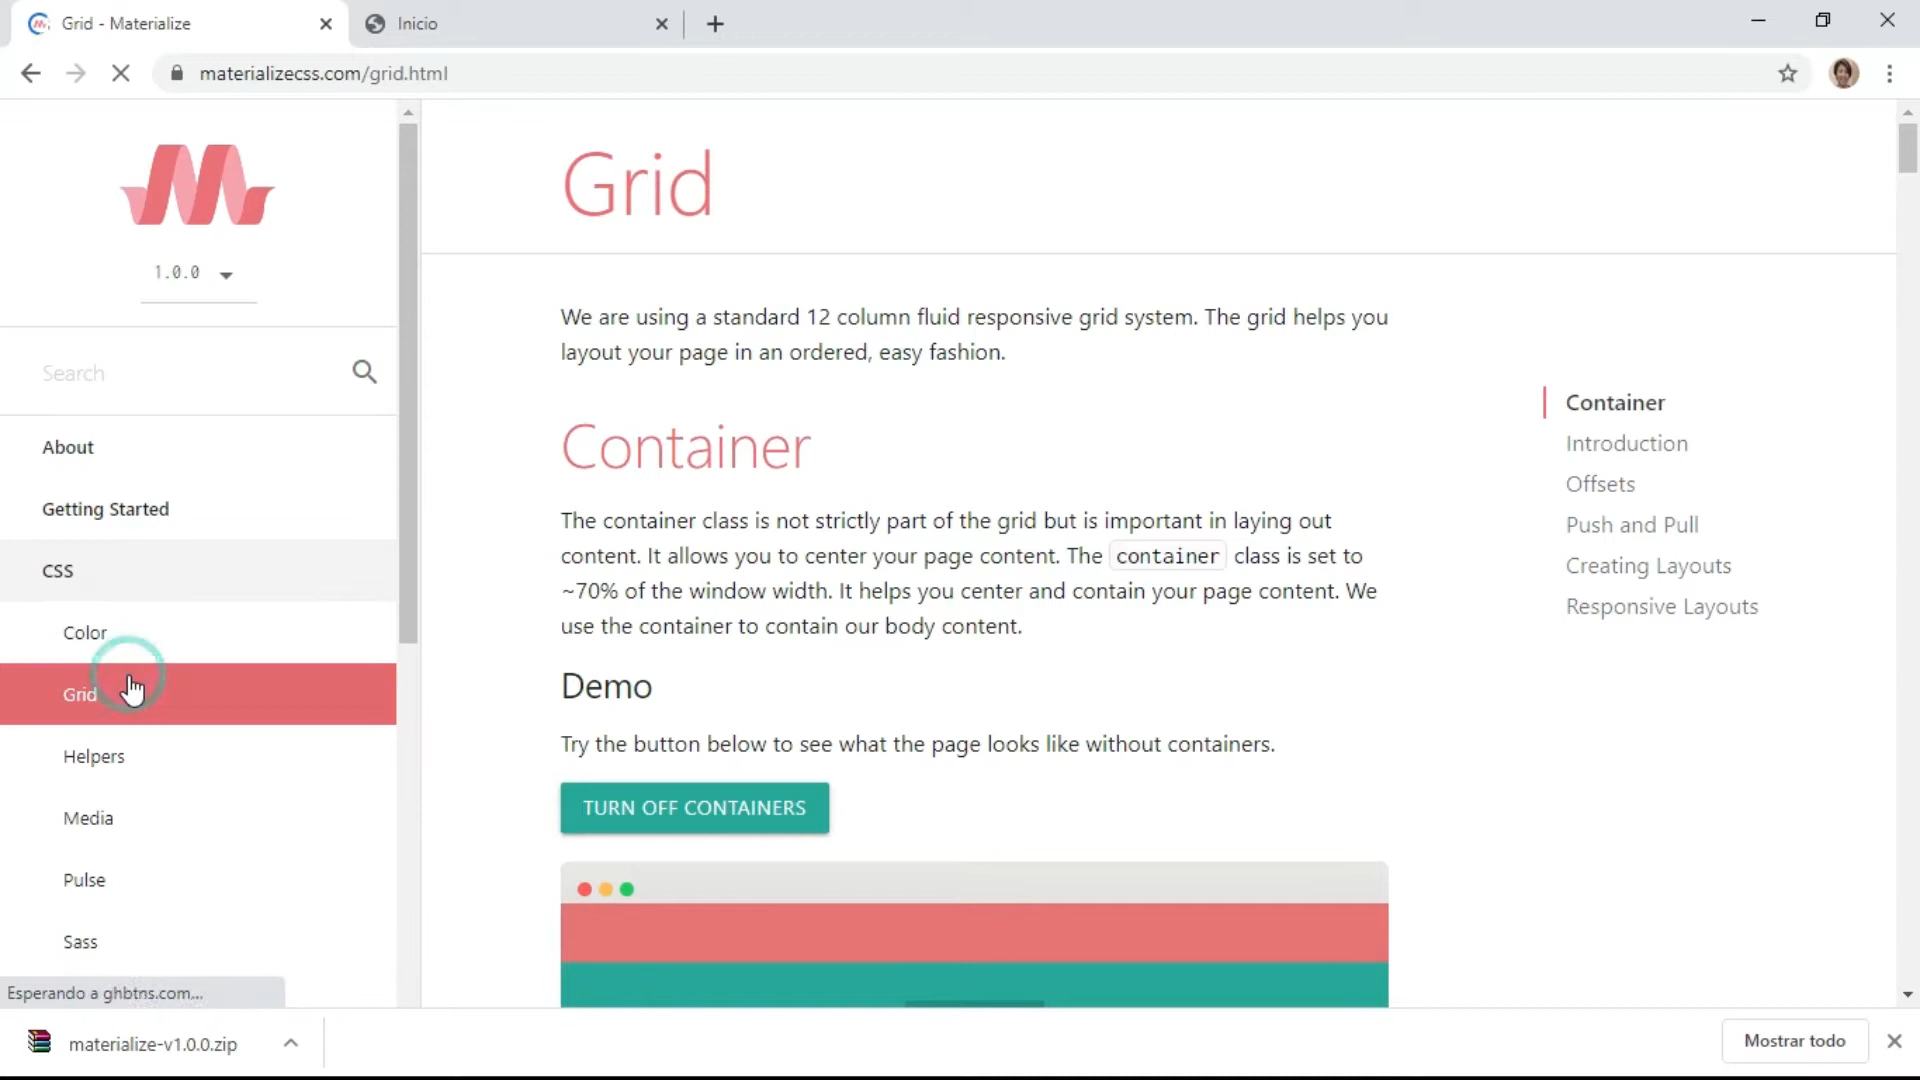 Grid - Materialize
Inicio
materializecss.com/grid.html
1.0.0
Search
About
Getting Started
CSS
Color
Grid
Helpers
Media
Pulse
Sass
Grid
We are using a standard 12 column fluid responsive grid system. The grid helps you
layout your page in an ordered, easy fashion.
Container
The container class is not strictly part of the grid but is important in laying out
content. It allows you to center your page content. The container class is set to
~70% of the window width. It helps you center and contain your page content. We
use the container to contain our body content.
Demo
Try the button below to see what the page looks like without containers.
TURN OFF CONTAINERS
Container
Introduction
Offsets
Push and Pull
Creating Layouts
Responsive Layouts
Esperando a ghbtns.com...
materialize-v1.0.0.zip
Mostrar todo